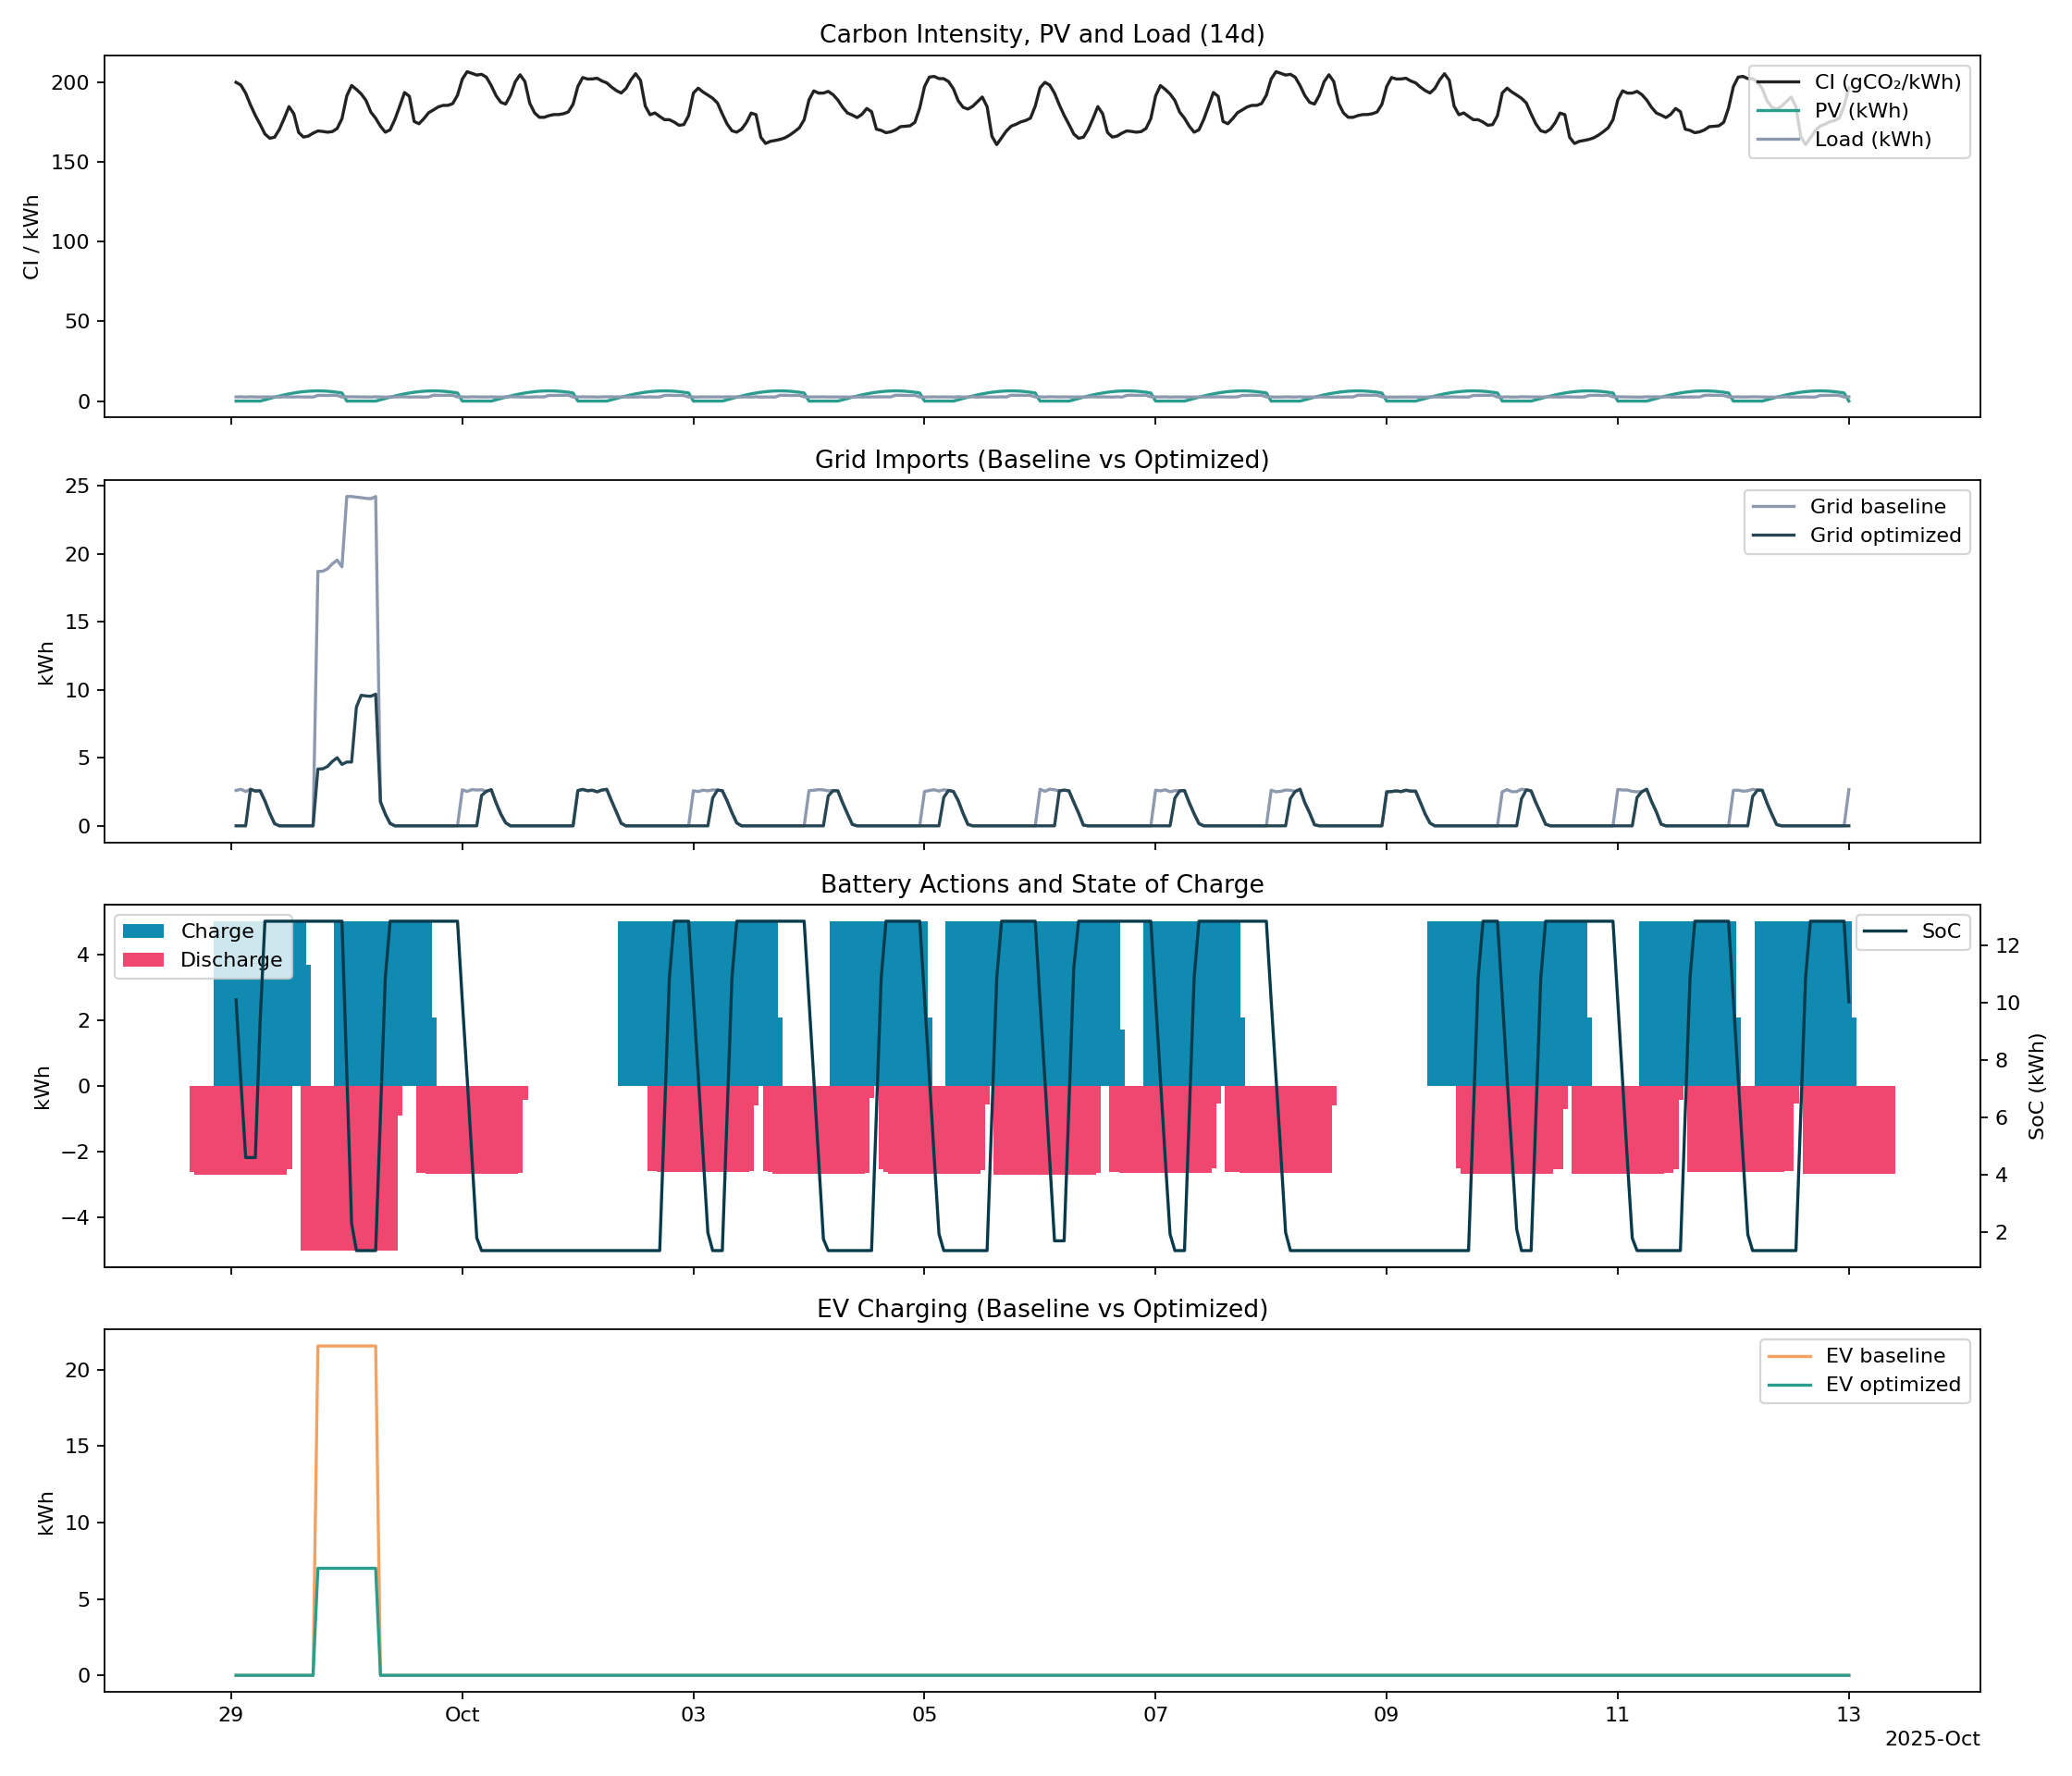 Carbon Intensity, PV and Load (14d)
CI / kWh
200
150
100
50
0
CI (gCO₂/kWh)
PV (kWh)
Load (kWh)
Grid Imports (Baseline vs Optimized)
kWh
25
20
15
10
5
0
Grid baseline
Grid optimized
Battery Actions and State of Charge
kWh
4
2
0
−2
−4
Charge
Discharge
SoC
12
10
8
6
4
2
SoC (kWh)
EV Charging (Baseline vs Optimized)
kWh
20
15
10
5
0
EV baseline
EV optimized
29 Oct 03 05 07 09 11 13
2025-Oct